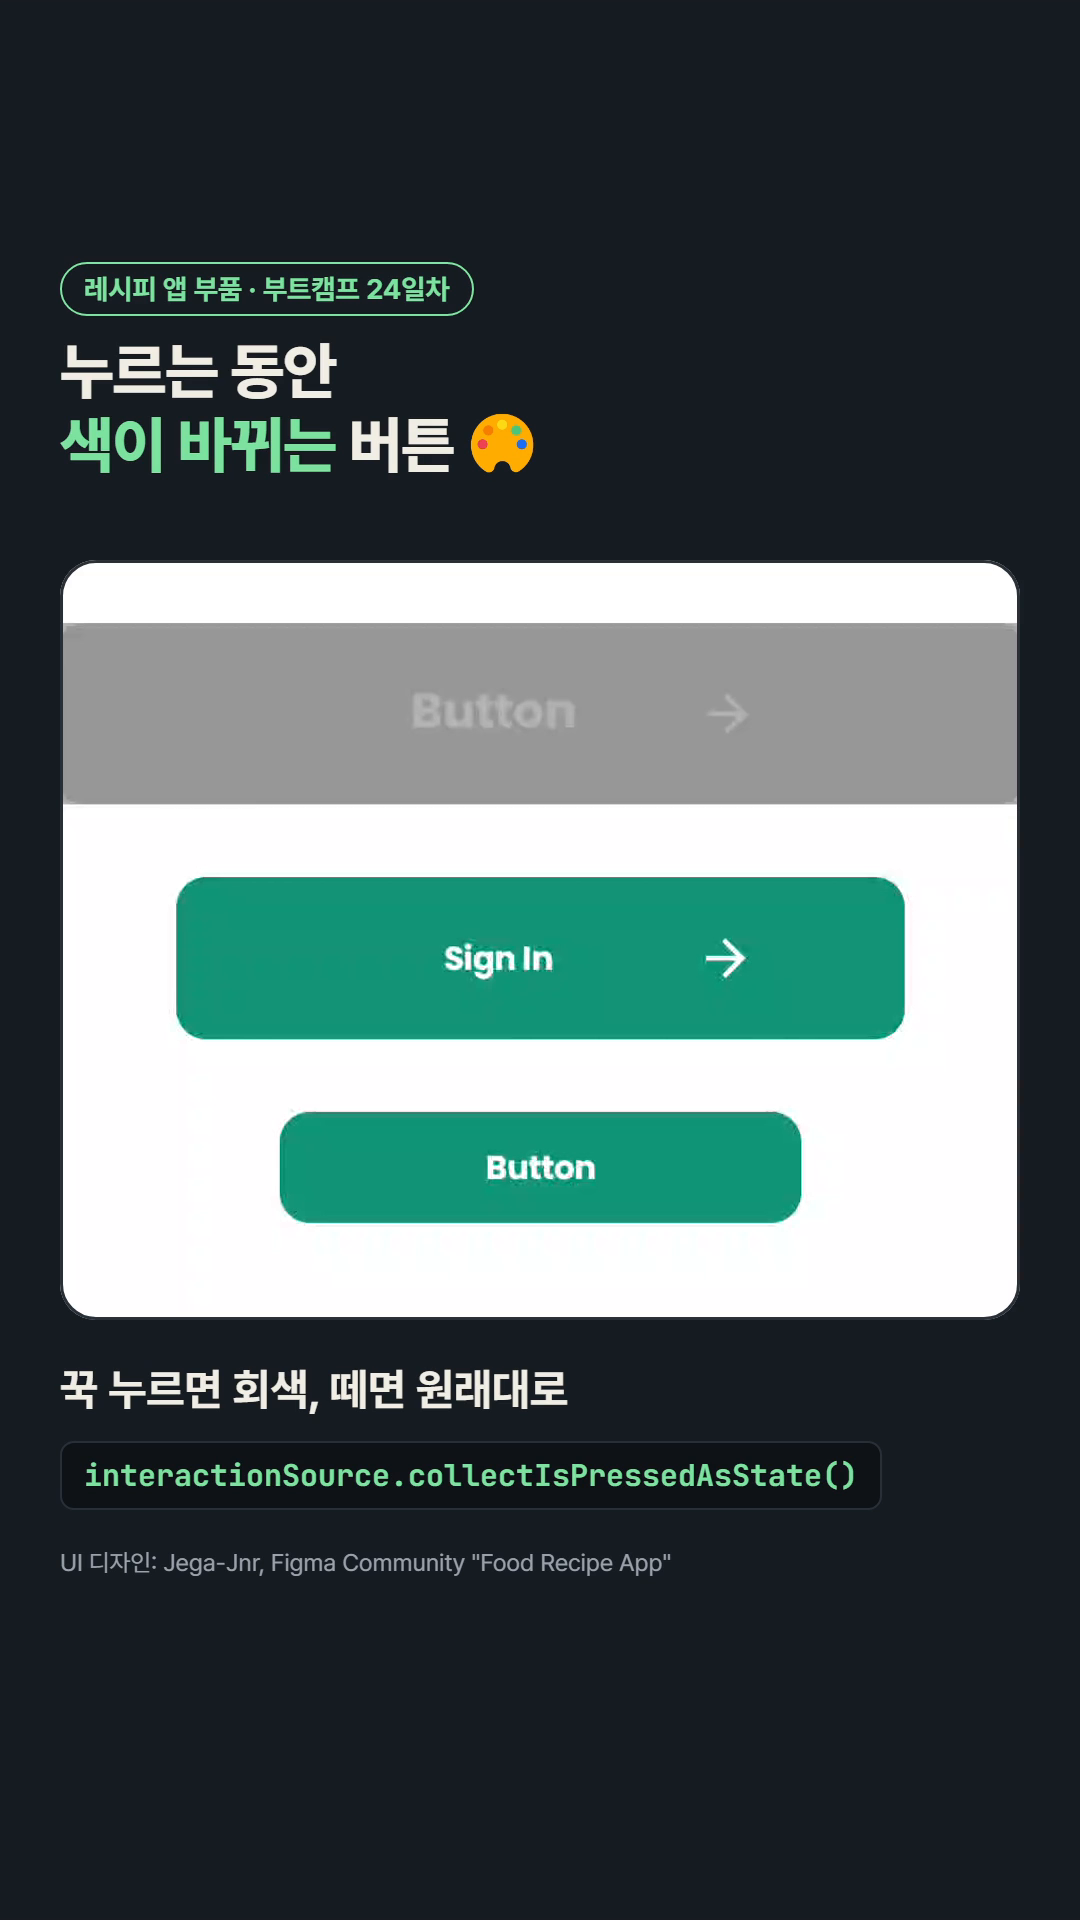 레시피 앱 부품 · 부트캠프 24일차
누르는 동안
색이 바뀌는 버튼 🎨
Button →
Sign In →
Button
꾹 누르면 회색, 떼면 원래대로
interactionSource.collectIsPressedAsState()
UI 디자인: Jega-Jnr, Figma Community "Food Recipe App"